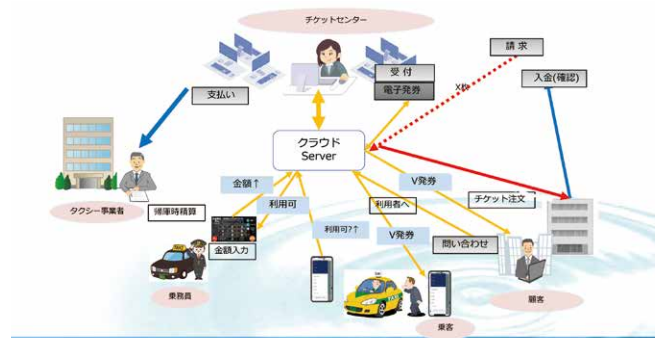 チケットセンター
請 求
受 付
入金(確認)
電子発券
支払い
クラウド
Server
金額↑
V発券
タクシー事業者
帰庫時精算
利用可
利用者へ
チケット注文
利用可?↑
V発券
問い合わせ
金額入力
乗務員
乗客
顧客